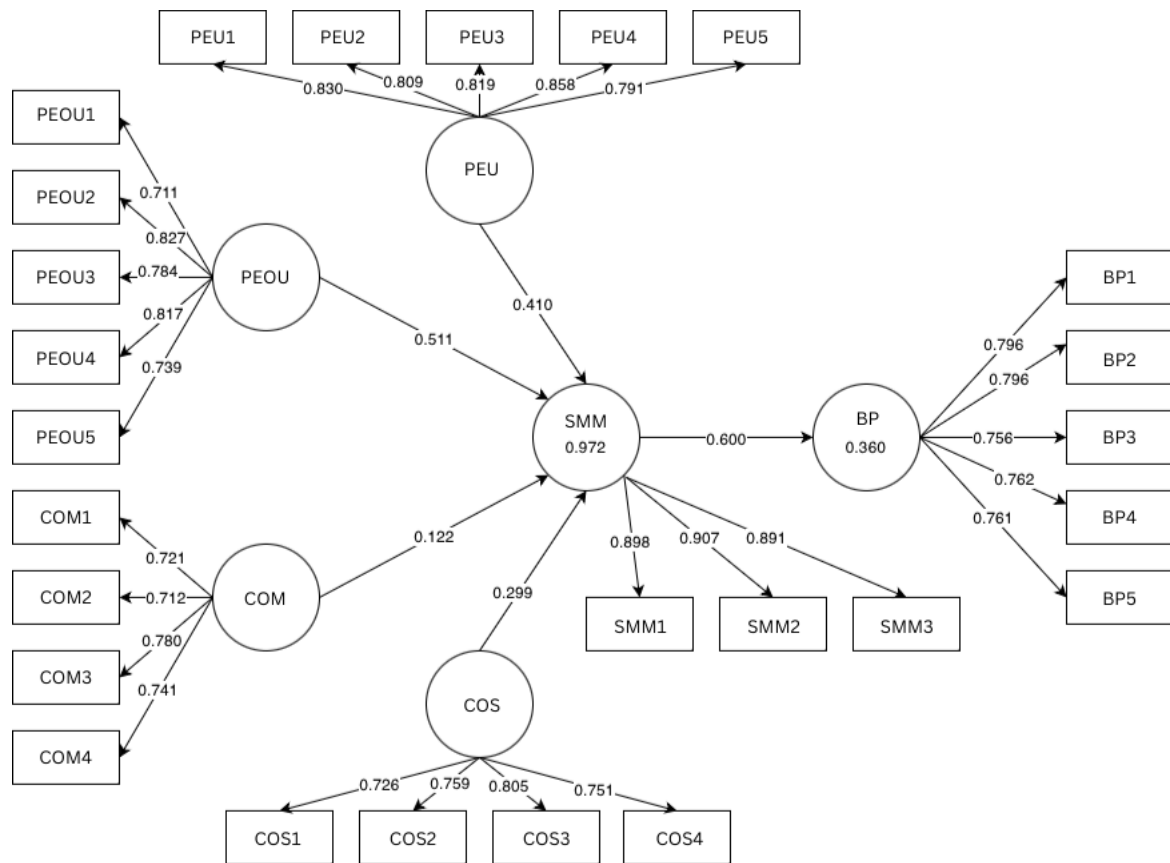 PEU1
PEU2
PEU3
PEU4
PEU5
0.830
0.809
0.819
0.858
0.791
PEU
PEOU1
PEOU2
PEOU3
PEOU4
PEOU5
0.711
0.827
0.784
0.817
0.739
PEOU
0.410
0.511
SMM
0.972
0.600
BP
0.360
BP1
BP2
BP3
BP4
BP5
0.796
0.796
0.756
0.762
0.761
COM1
COM2
COM3
COM4
0.721
0.712
0.780
0.741
COM
0.122
0.299
0.898
0.907
0.891
SMM1
SMM2
SMM3
COS
0.726
0.759
0.805
0.751
COS1
COS2
COS3
COS4